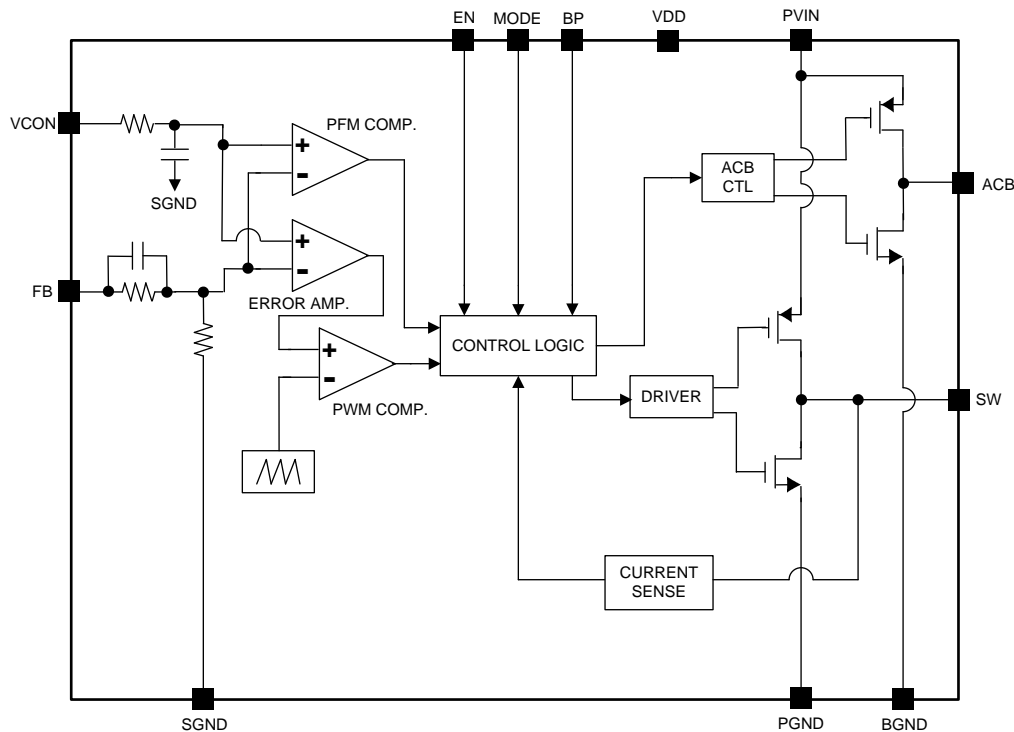 EN MODE BP VDD PVIN
VCON
PFM COMP.
+
-
SGND
ACB
CTL
ACB
+
-
FB
ERROR AMP.
+
-
PWM COMP.
CONTROL LOGIC
DRIVER
SW
CURRENT
SENSE
SGND PGND BGND